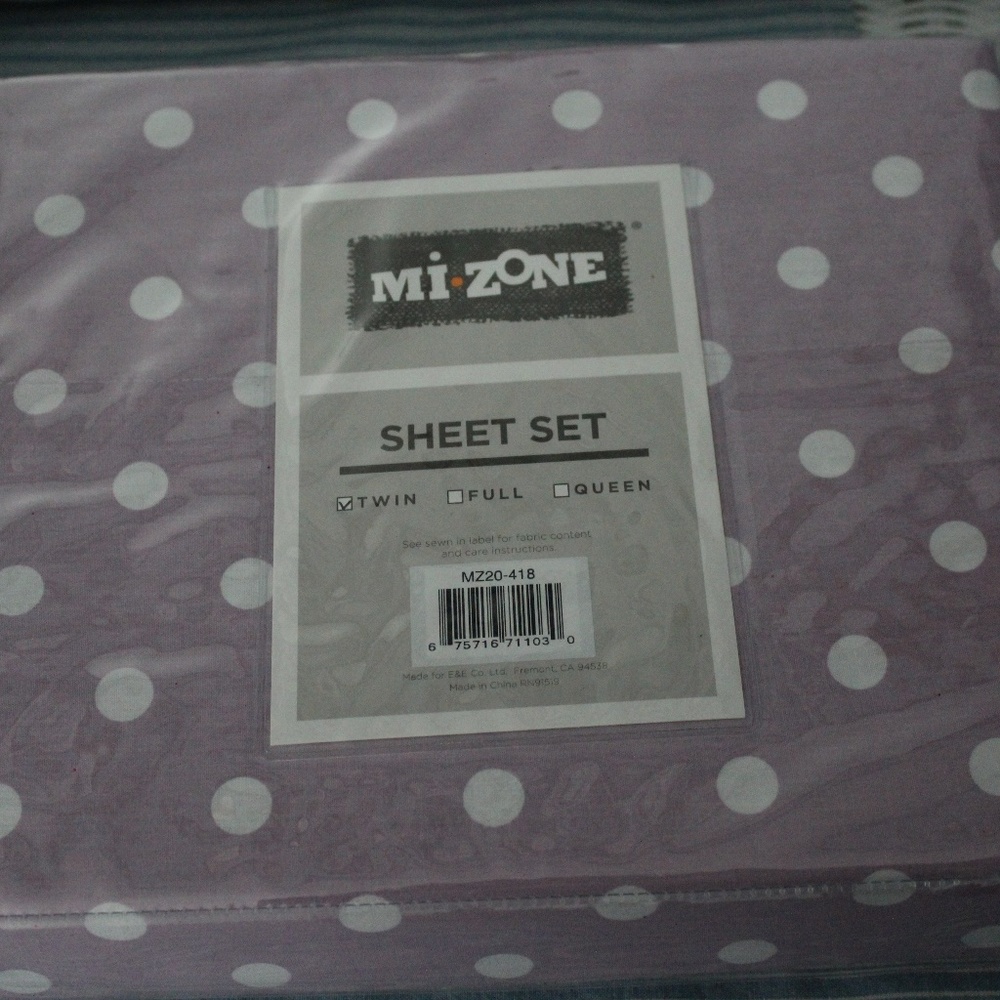 Mi·ZONE®
SHEET SET
☑ TWIN ☐ FULL ☐ QUEEN
See sewn in label for fabric content
and care instructions.
MZ20-418
6 75716 71103 0
Made for E&E Co. Ltd. Fremont, CA 94538
Made in China RN91519